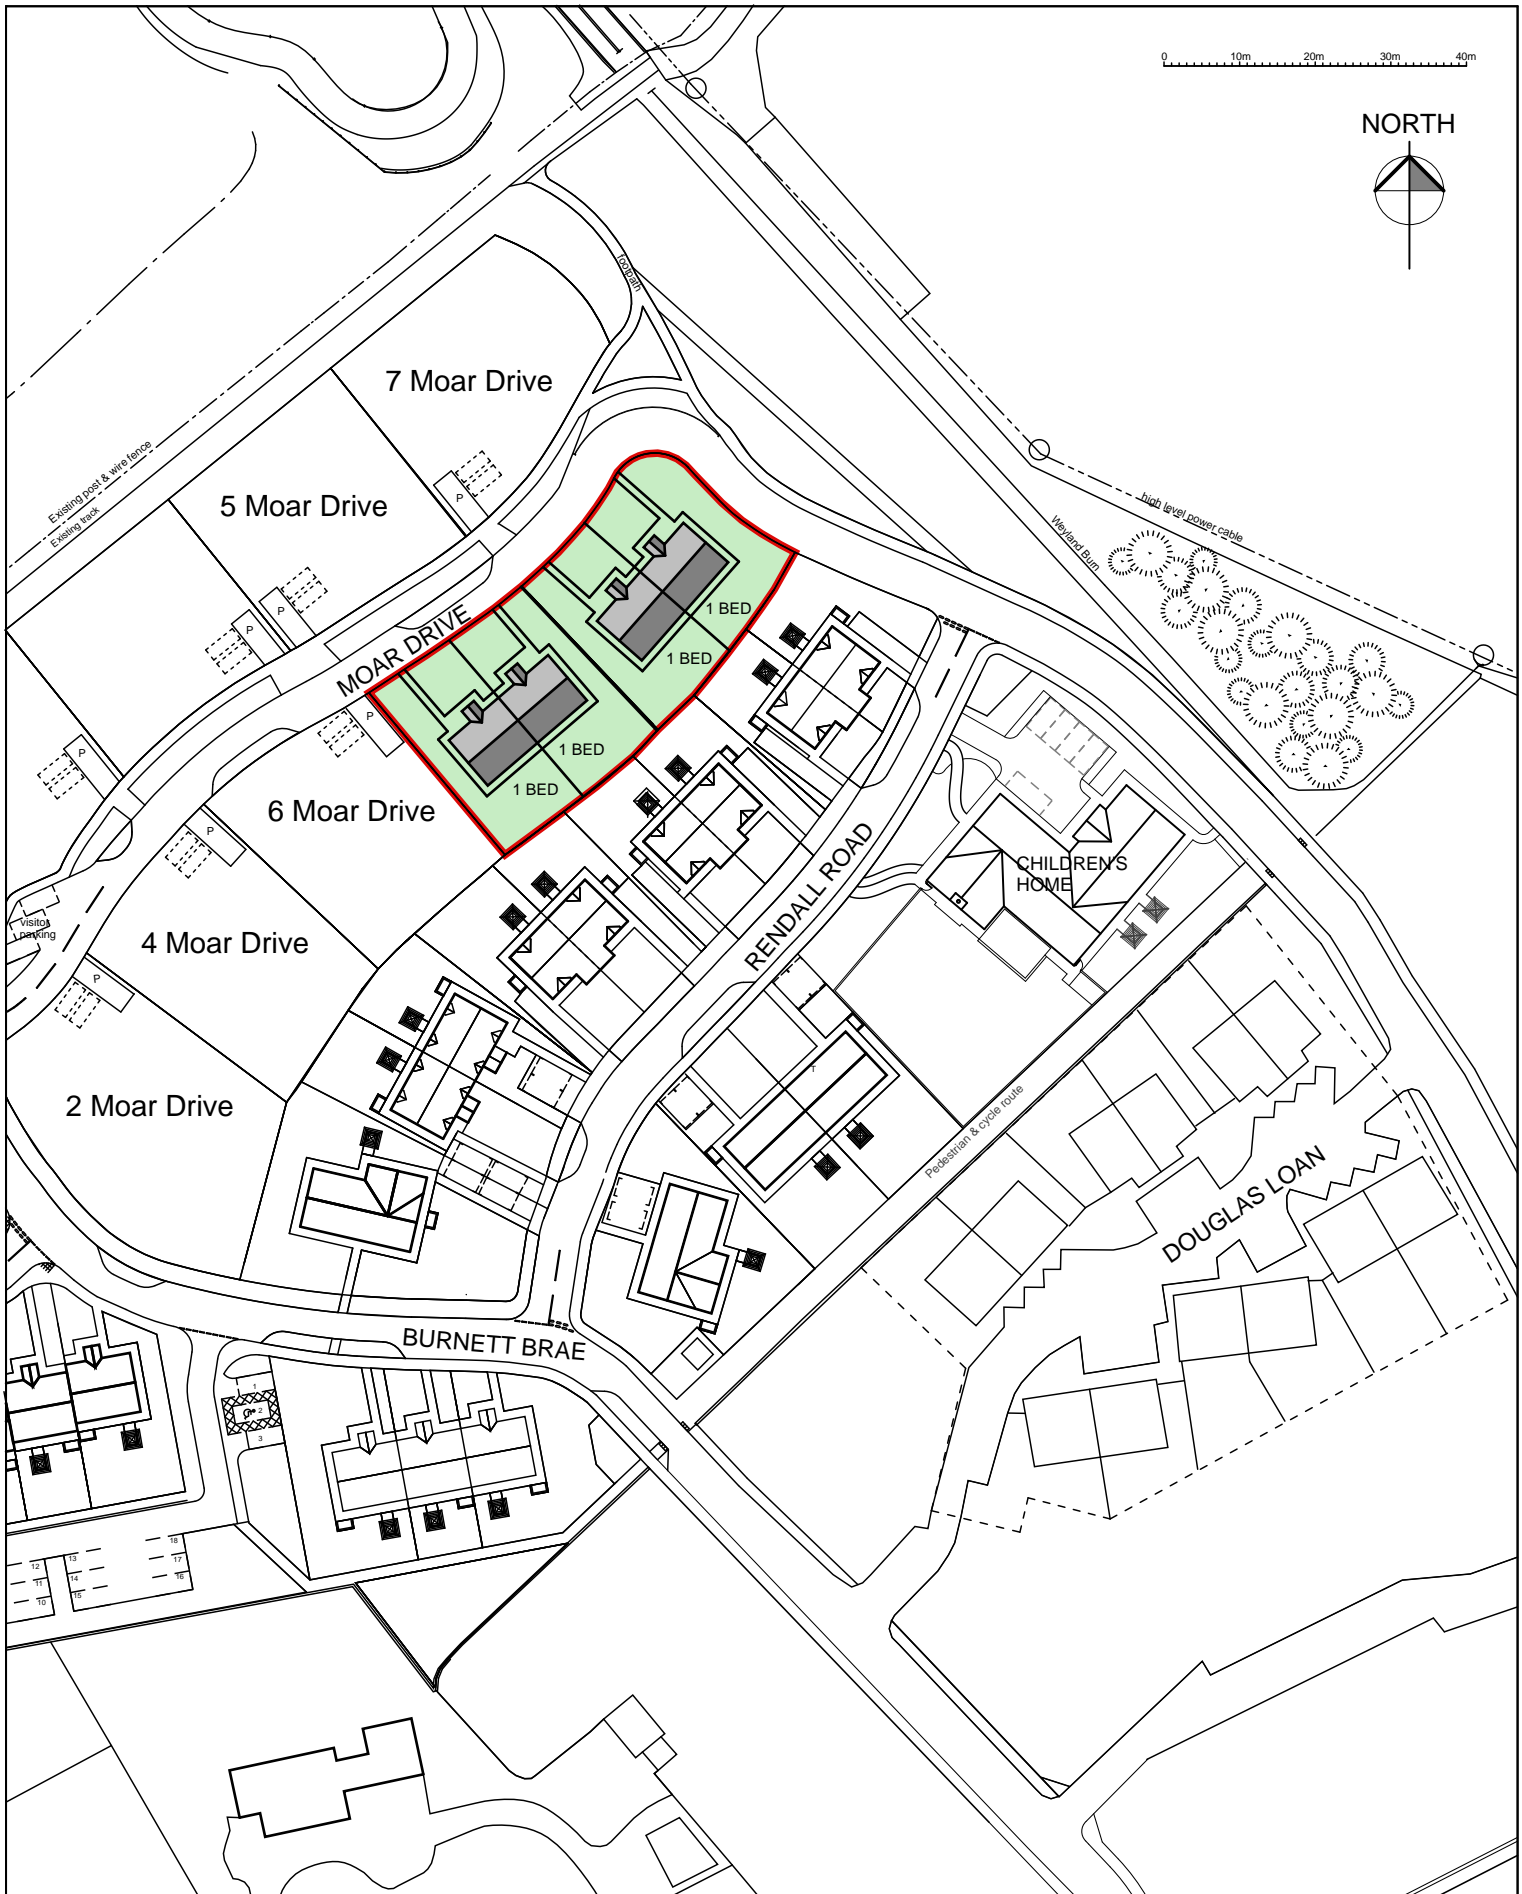 0
10m
20m
30m
40m
NORTH
footpath
7 Moar Drive
Existing post & wire fence
Existing track
5 Moar Drive
P
P
P
high level power cable
Weyland Burn
MOAR DRIVE
1 BED
1 BED
1 BED
1 BED
P
P
6 Moar Drive
P
RENDALL ROAD
CHILDREN'S
HOME
visitor
parking
4 Moar Drive
P
T
2 Moar Drive
Pedestrian & cycle route
DOUGLAS LOAN
BURNETT BRAE
1
2
3
18
17
16
13
14
15
12
11
10